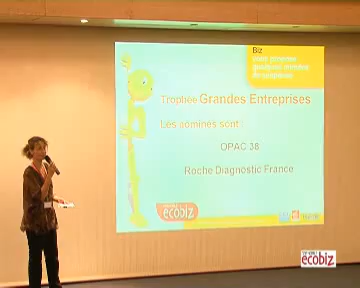 Biz
Trophée Grandes Entreprises
Les nominés sont :
OPAC 38
Roche Diagnostic France
ecobiz
ecobiz